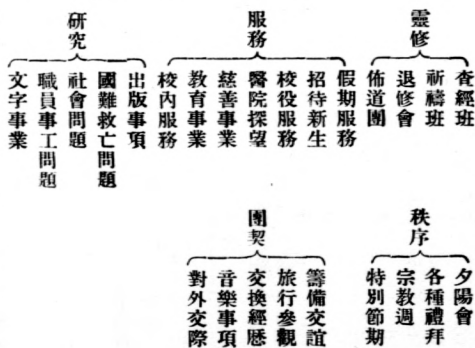 靈修
查經班
祈禱班
退修會
佈道團
服務
假期服務
招待新生
校役服務
醫院探望
慈善事業
教育事業
校內服務
研究
出版事項
國難救亡問題
社會問題
職員事工問題
文字事業
秩序
夕陽會
各種禮拜
宗教週
特別節期
團契
籌備交誼
旅行參觀
交換經歷
音樂事項
對外交際